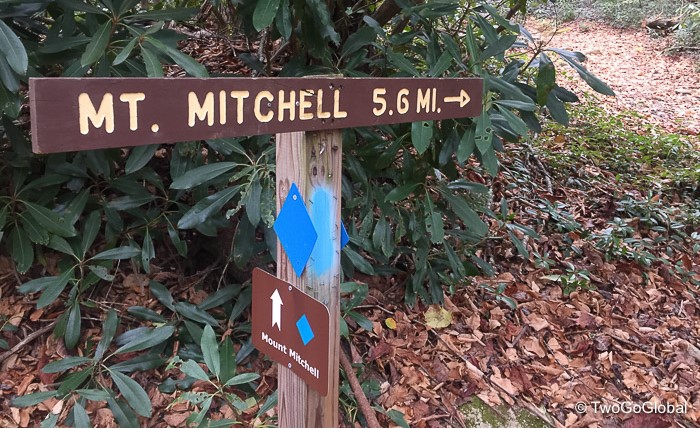 MT. MITCHELL 5.6 MI. →
Mount Mitchell
© TwoGoGlobal